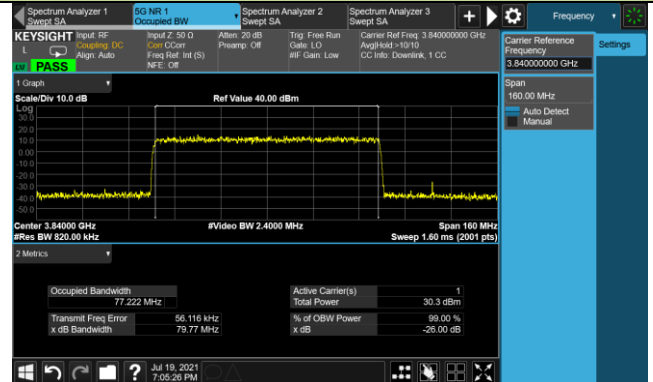 Spectrum Analyzer 1
Swept SA
5G NR 1
Occupied BW
Spectrum Analyzer 2
Swept SA
Spectrum Analyzer 3
Swept SA
Frequency
KEYSIGHT
L
LV PASS
Input: RF
Coupling: DC
Align: Auto
Input Z: 50 Ω
Corr CCorr
Freq Ref: Int (S)
NFE: Off
Atten: 20 dB
Preamp: Off
Trig: Free Run
Gate: LO
#IF Gain: Low
Carrier Ref Freq: 3.840000000 GHz
Avg|Hold:>10/10
CC Info: Downlink, 1 CC
Carrier Reference
Frequency
3.840000000 GHz
Span
160.00 MHz
Auto Detect
Manual
Settings
1 Graph
Scale/Div 10.0 dB
Ref Value 40.00 dBm
Log
30.0
20.0
10.0
0.00
-10.0
-20.0
-30.0
-40.0
-50.0
Center 3.84000 GHz
#Video BW 2.4000 MHz
Span 160 MHz
#Res BW 820.00 kHz
Sweep 1.60 ms (2001 pts)
2 Metrics
Occupied Bandwidth
77.222 MHz
Active Carrier(s) 1
Total Power 30.3 dBm
Transmit Freq Error 56.116 kHz
x dB Bandwidth 79.77 MHz
% of OBW Power 99.00 %
x dB -26.00 dB
?
Jul 19, 2021
7:05:26 PM